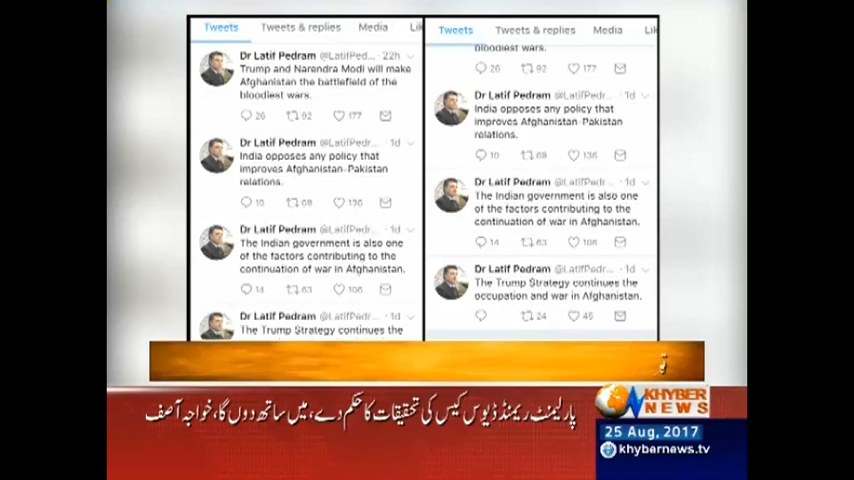 Tweets Tweets & replies Media Lik
Dr Latif Pedram @LatifPed... · 22h
Trump and Narendra Modi will make
Afghanistan the battlefield of the
bloodiest wars.
26 92 177
Dr Latif Pedram @LatifPedr... · 1d
India opposes any policy that
improves Afghanistan-Pakistan
relations.
10 69 136
Dr Latif Pedram @LatifPedr... · 1d
The Indian government is also one
of the factors contributing to the
continuation of war in Afghanistan.
14 63 106
Dr Latif Pedram @LatifPedr... · 1d
The Trump Strategy continues the
Tweets Tweets & replies Media Lik
bloodiest wars.
26 92 177
Dr Latif Pedram @LatifPedr... · 1d
India opposes any policy that
improves Afghanistan-Pakistan
relations.
10 69 136
Dr Latif Pedram @LatifPedr... · 1d
The Indian government is also one
of the factors contributing to the
continuation of war in Afghanistan.
14 63 106
Dr Latif Pedram @LatifPedr... · 1d
The Trump Strategy continues the
occupation and war in Afghanistan.
24 45
تو
پارلیمنٹ ریمنڈ ڈیوس کیس کی تحقیقات کا حکم دے، میں ساتھ دوں گا، خواجہ آصف
KHYBER
NEWS
25 Aug, 2017
khybernews.tv